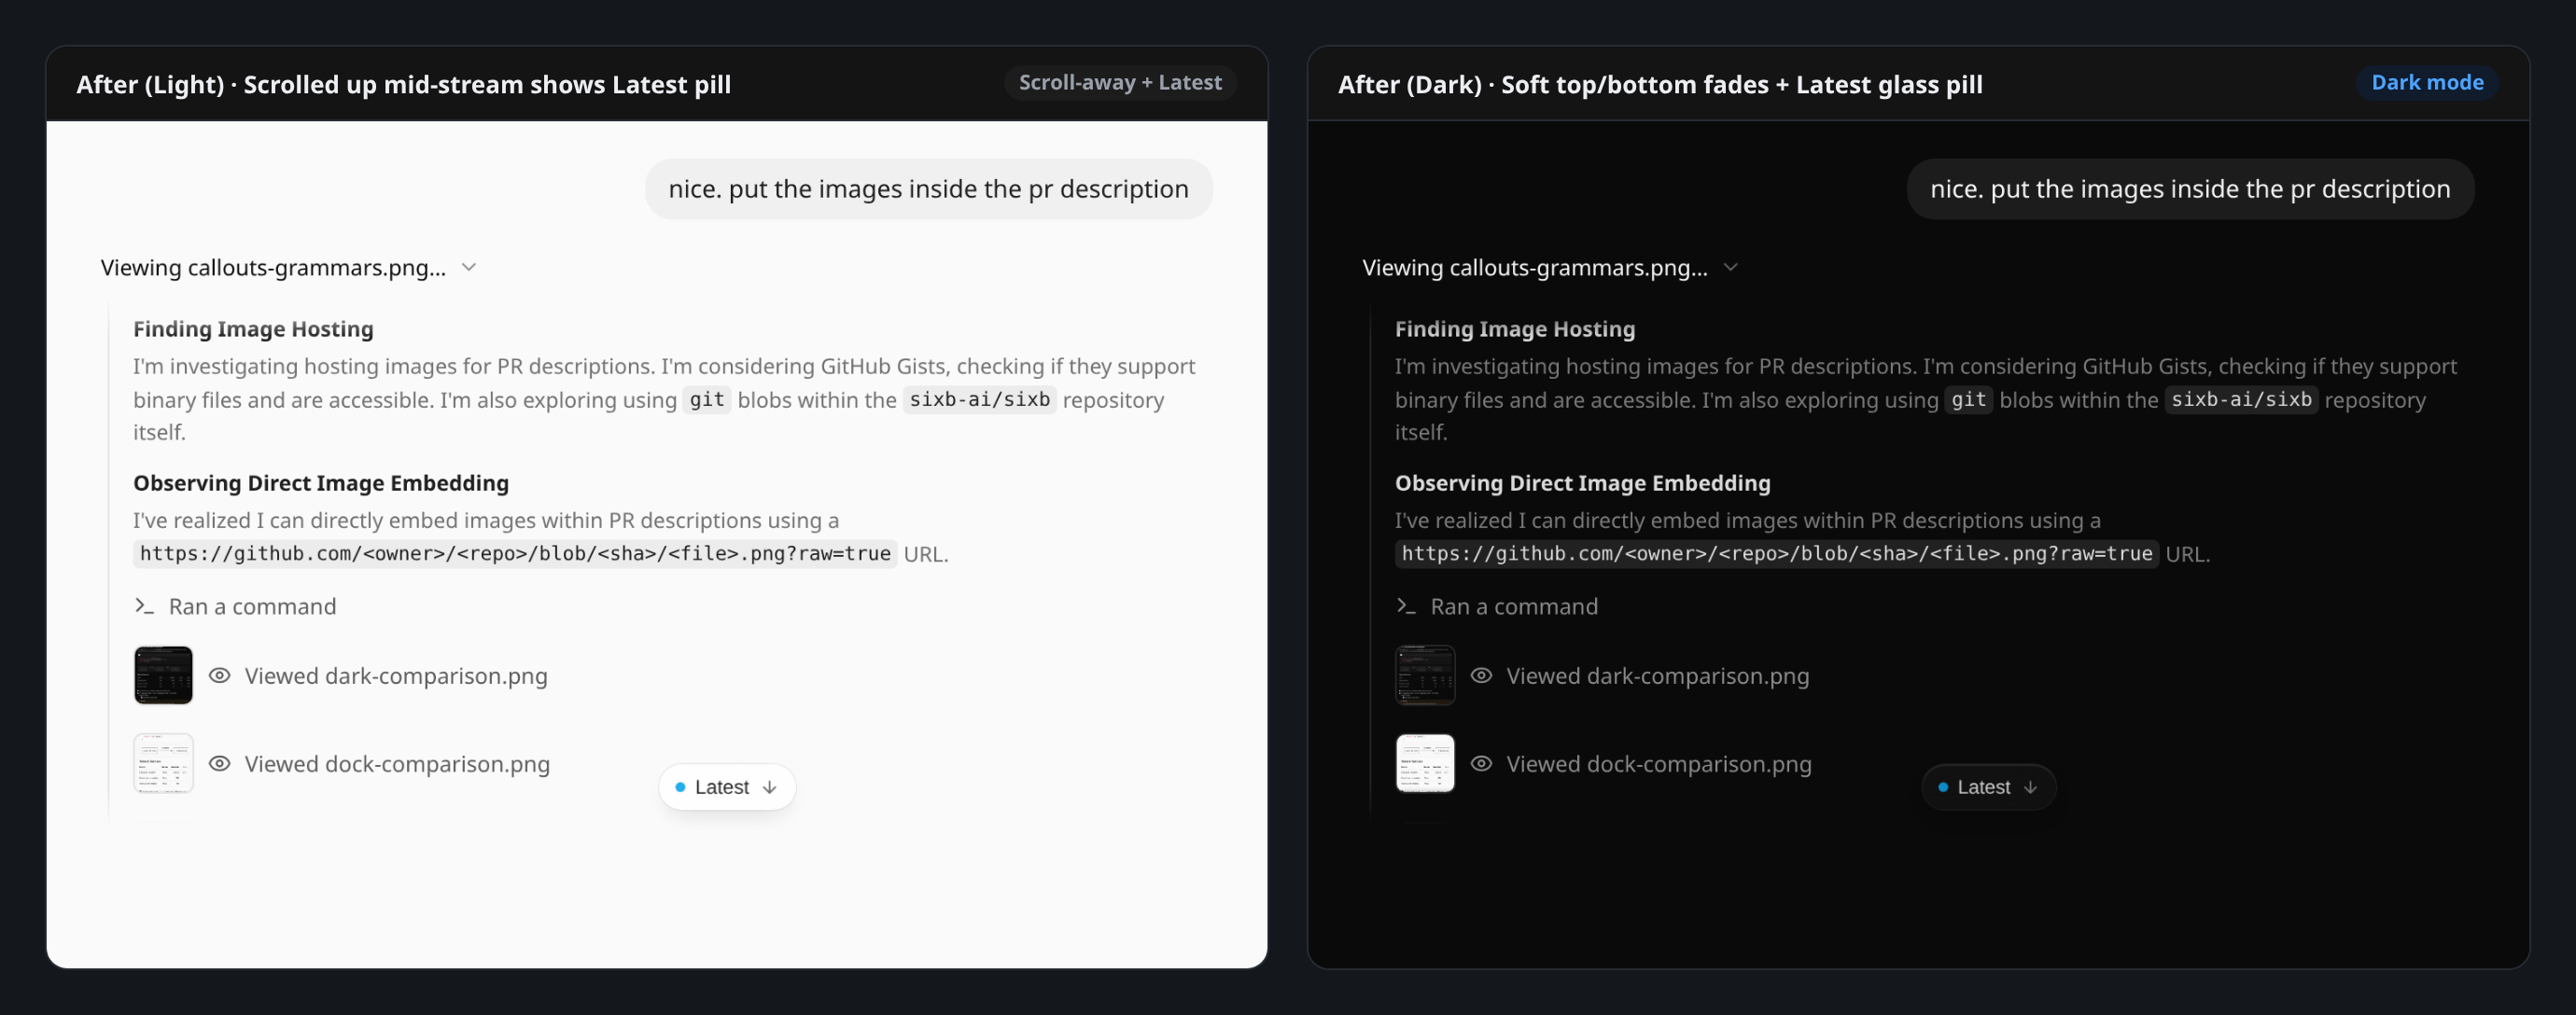 After (Light) · Scrolled up mid-stream shows Latest pill
Scroll-away + Latest
nice. put the images inside the pr description
Viewing callouts-grammars.png...
Finding Image Hosting
I'm investigating hosting images for PR descriptions. I'm considering GitHub Gists, checking if they support
binary files and are accessible. I'm also exploring using git blobs within the sixb-ai/sixb repository
itself.
Observing Direct Image Embedding
I've realized I can directly embed images within PR descriptions using a
https://github.com/<owner>/<repo>/blob/<sha>/<file>.png?raw=true URL.
Ran a command
Viewed dark-comparison.png
Viewed dock-comparison.png
Latest
After (Dark) · Soft top/bottom fades + Latest glass pill
Dark mode
nice. put the images inside the pr description
Viewing callouts-grammars.png...
Finding Image Hosting
I'm investigating hosting images for PR descriptions. I'm considering GitHub Gists, checking if they support
binary files and are accessible. I'm also exploring using git blobs within the sixb-ai/sixb repository
itself.
Observing Direct Image Embedding
I've realized I can directly embed images within PR descriptions using a
https://github.com/<owner>/<repo>/blob/<sha>/<file>.png?raw=true URL.
Ran a command
Viewed dark-comparison.png
Viewed dock-comparison.png
Latest